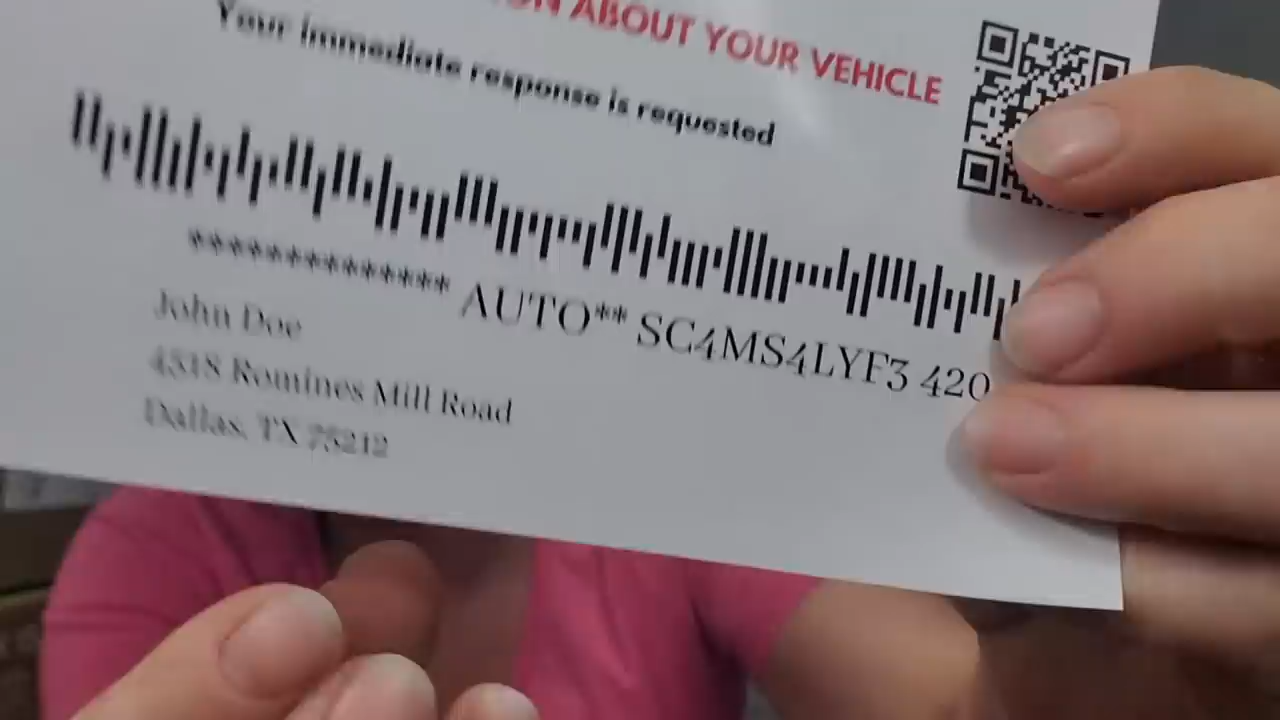 ABOUT YOUR VEHICLE
Your immediate response is requested
************** AUTO** SC4MS4LYF3 420
John Doe
4518 Romines Mill Road
Dallas, TX 75212